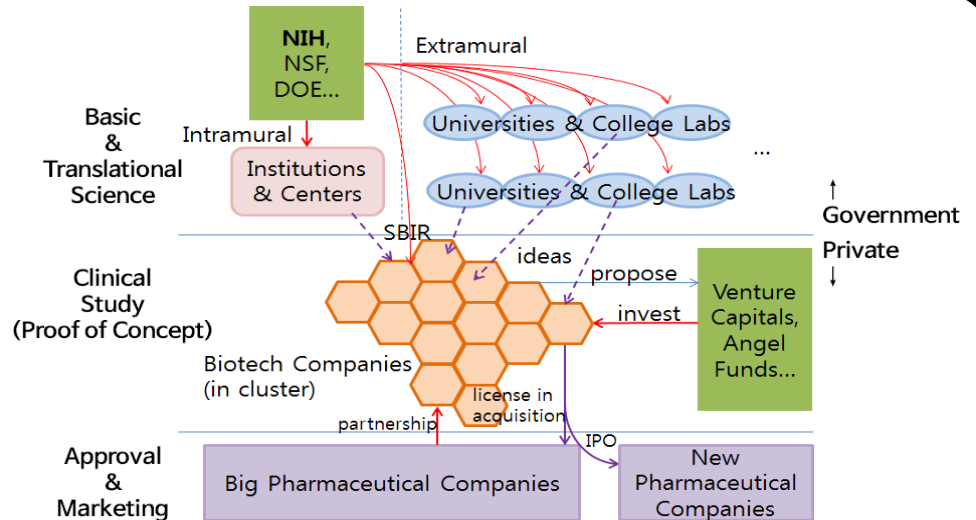 NIH,
NSF,
DOE...
Extramural
Basic
&
Translational
Science
Intramural
Institutions
& Centers
Universities & College Labs
...
Universities & College Labs
↑
Government
Private
↓
SBIR
ideas
propose
invest
Clinical
Study
(Proof of Concept)
Venture
Capitals,
Angel
Funds...
Biotech Companies
(in cluster)
license in
acquisition
partnership
IPO
Approval
&
Marketing
Big Pharmaceutical Companies
New
Pharmaceutical
Companies